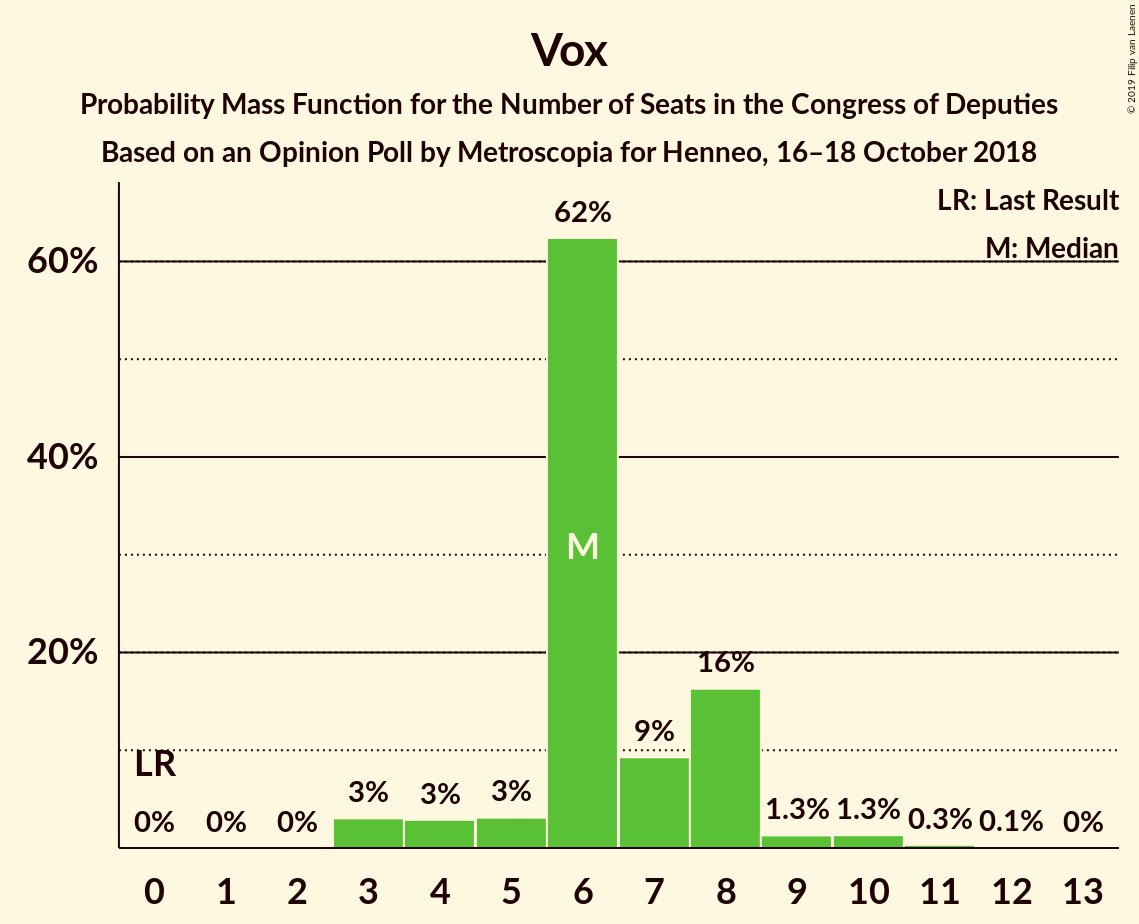 Vox
Probability Mass Function for the Number of Seats in the Congress of Deputies
Based on an Opinion Poll by Metroscopia for Henneo, 16–18 October 2018
© 2019 Filip van Laenen
LR: Last Result
M: Median
60%
40%
20%
62%
M
16%
9%
LR
0%
0%
0%
3%
3%
3%
1.3%
1.3%
0.3%
0.1%
0%
0 1 2 3 4 5 6 7 8 9 10 11 12 13